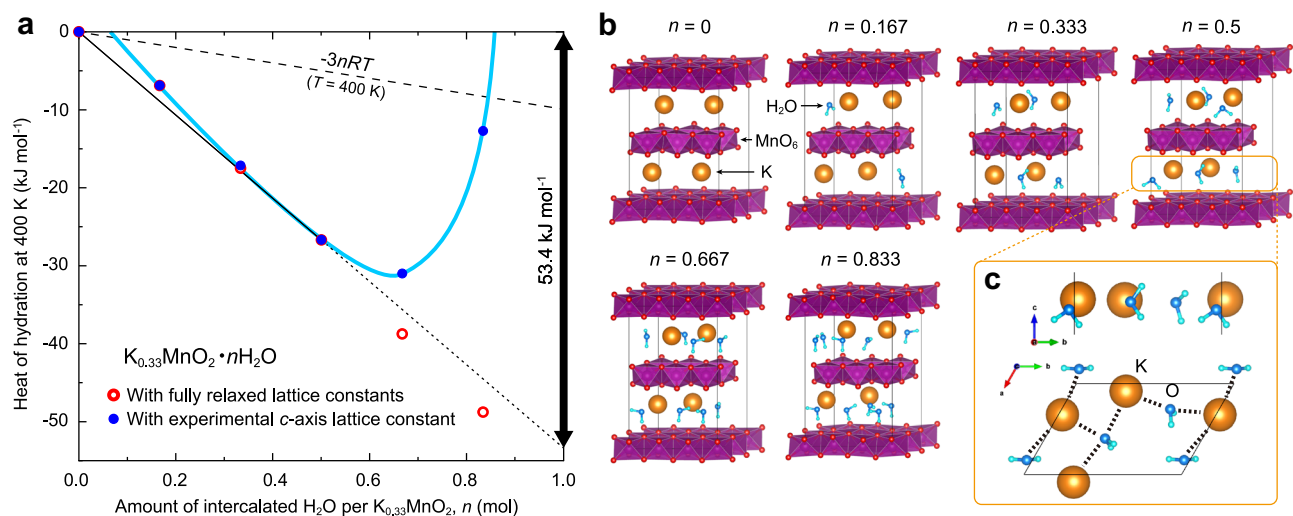 a
Heat of hydration at 400 K (kJ mol⁻¹)
0
-10
-20
-30
-40
-50
-3nRT
(T = 400 K)
53.4 kJ mol⁻¹
K₀.₃₃MnO₂•nH₂O
With fully relaxed lattice constants
With experimental c-axis lattice constant
0.0
0.2
0.4
0.6
0.8
1.0
Amount of intercalated H₂O per K₀.₃₃MnO₂, n (mol)
b
n = 0
n = 0.167
n = 0.333
n = 0.5
H₂O
MnO₆
K
n = 0.667
n = 0.833
c
c
b
a
b
K
O